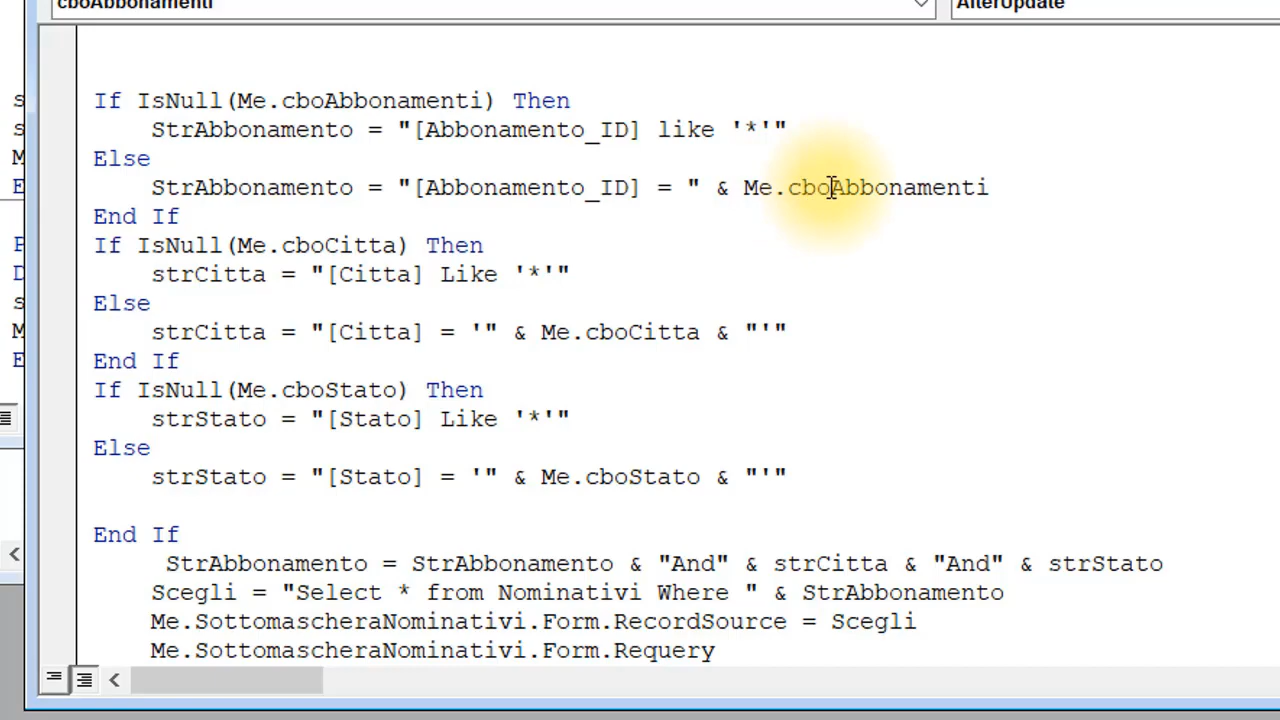 cboAbbonamenti
AfterUpdate
If IsNull(Me.cboAbbonamenti) Then
StrAbbonamento = "[Abbonamento_ID] like '*'"
Else
StrAbbonamento = "[Abbonamento_ID] = " & Me.cboAbbonamenti
End If
If IsNull(Me.cboCitta) Then
strCitta = "[Citta] Like '*'"
Else
strCitta = "[Citta] = '" & Me.cboCitta & "'"
End If
If IsNull(Me.cboStato) Then
strStato = "[Stato] Like '*'"
Else
strStato = "[Stato] = '" & Me.cboStato & "'"
End If
StrAbbonamento = StrAbbonamento & "And" & strCitta & "And" & strStato
Scegli = "Select * from Nominativi Where " & StrAbbonamento
Me.SottomascheraNominativi.Form.RecordSource = Scegli
Me.SottomascheraNominativi.Form.Requery